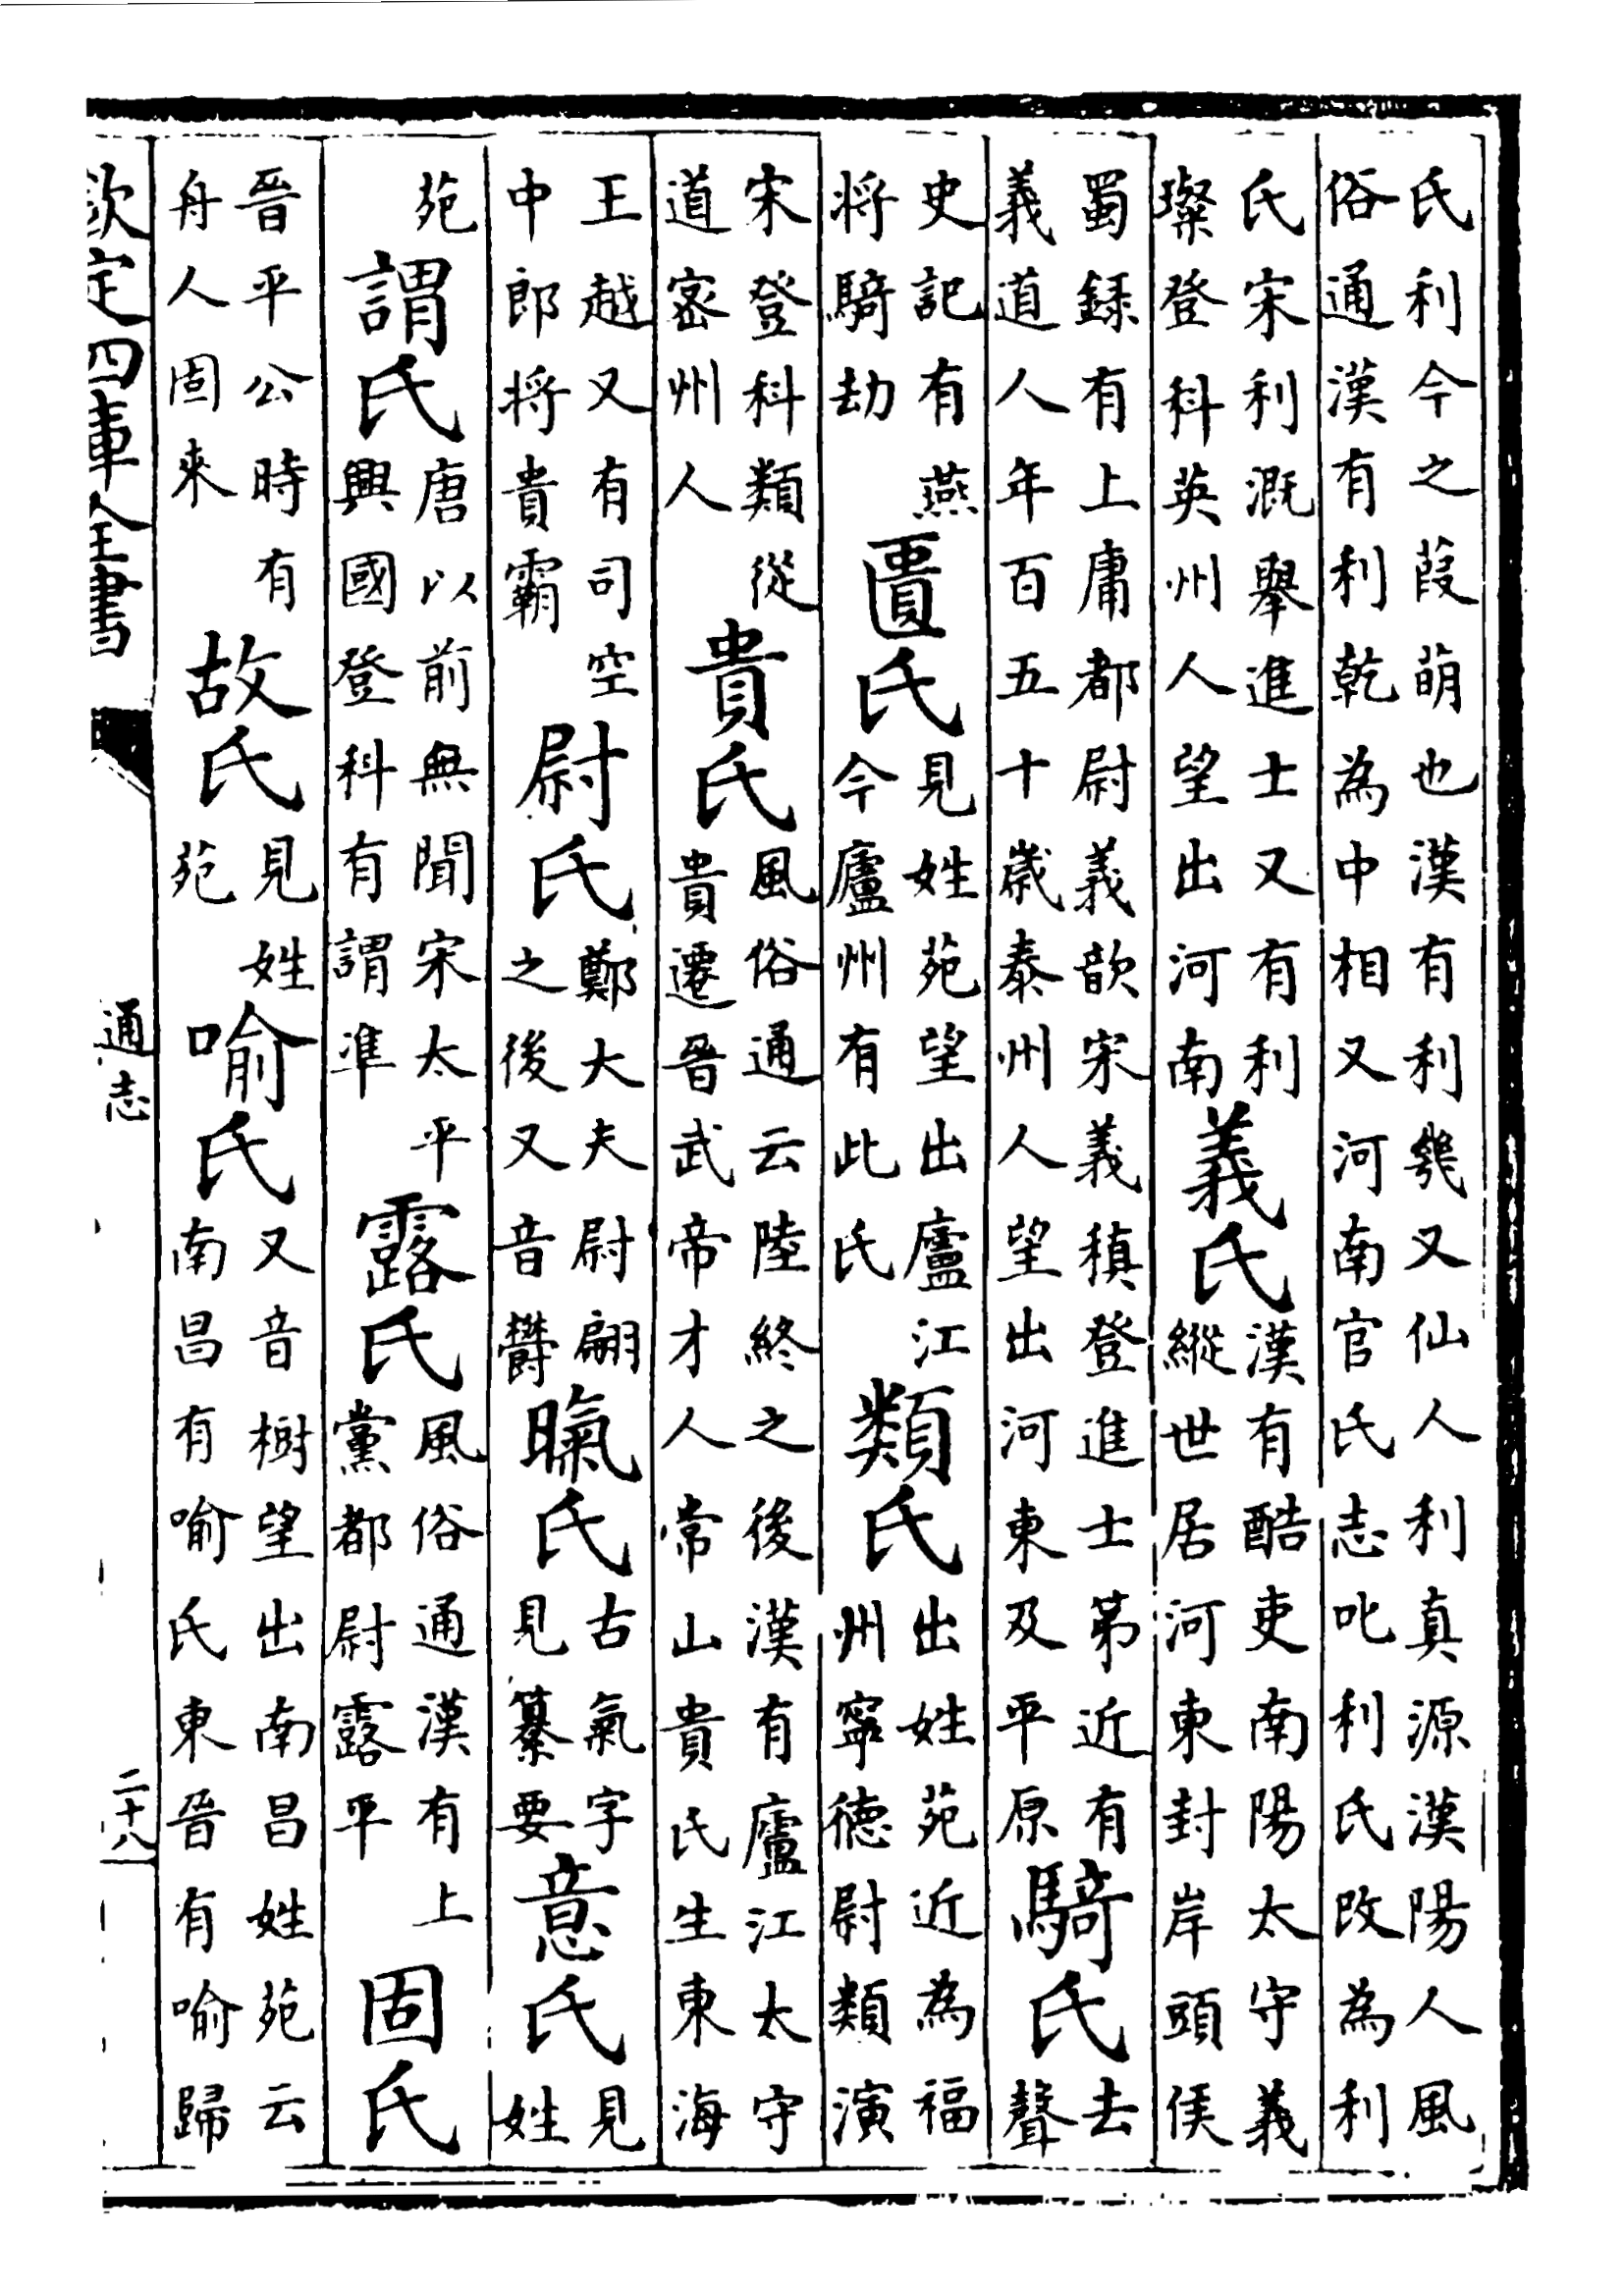 氏利今之葭萌也漢有利幾又仙人利真源漢陽人風
俗通漢有利乾為中相又河南官氏志叱利氏改為利
氏宋利溉舉進士又有利
璨登科英州人望出河南
義氏
漢有酷吏南陽太守義
縱世居河東封岸頭侯
蜀録有上庸都尉義歆宋義稹登進士第近有
義道人年百五十歲泰州人望出河東及平原
騎氏
去
聲
史記有燕
將騎劫
匱氏
見姓苑望出廬江
今廬州有此氏
類氏
出姓苑近為福
州寧德尉類演
宋登科類從
道密州人
貴氏
風俗通云陸終之後漢有廬江太守
貴遷晉武帝才人常山貴氏生東海
王越又有司空
中郎將貴霸
尉氏
鄭大夫尉翩
之後又音欝
暣氏
古氣字
見纂要
意氏
見
姓
苑
謂氏
唐以前無聞宋太平
興國登科有謂準
露氏
風俗通漢有上
黨都尉露平
固氏
晉平公時有
舟人固來
故氏
見姓
苑
喻氏
又音樹望出南昌姓苑云
南昌有喻氏東晉有喻歸
欽定四庫全書
通志
二十八